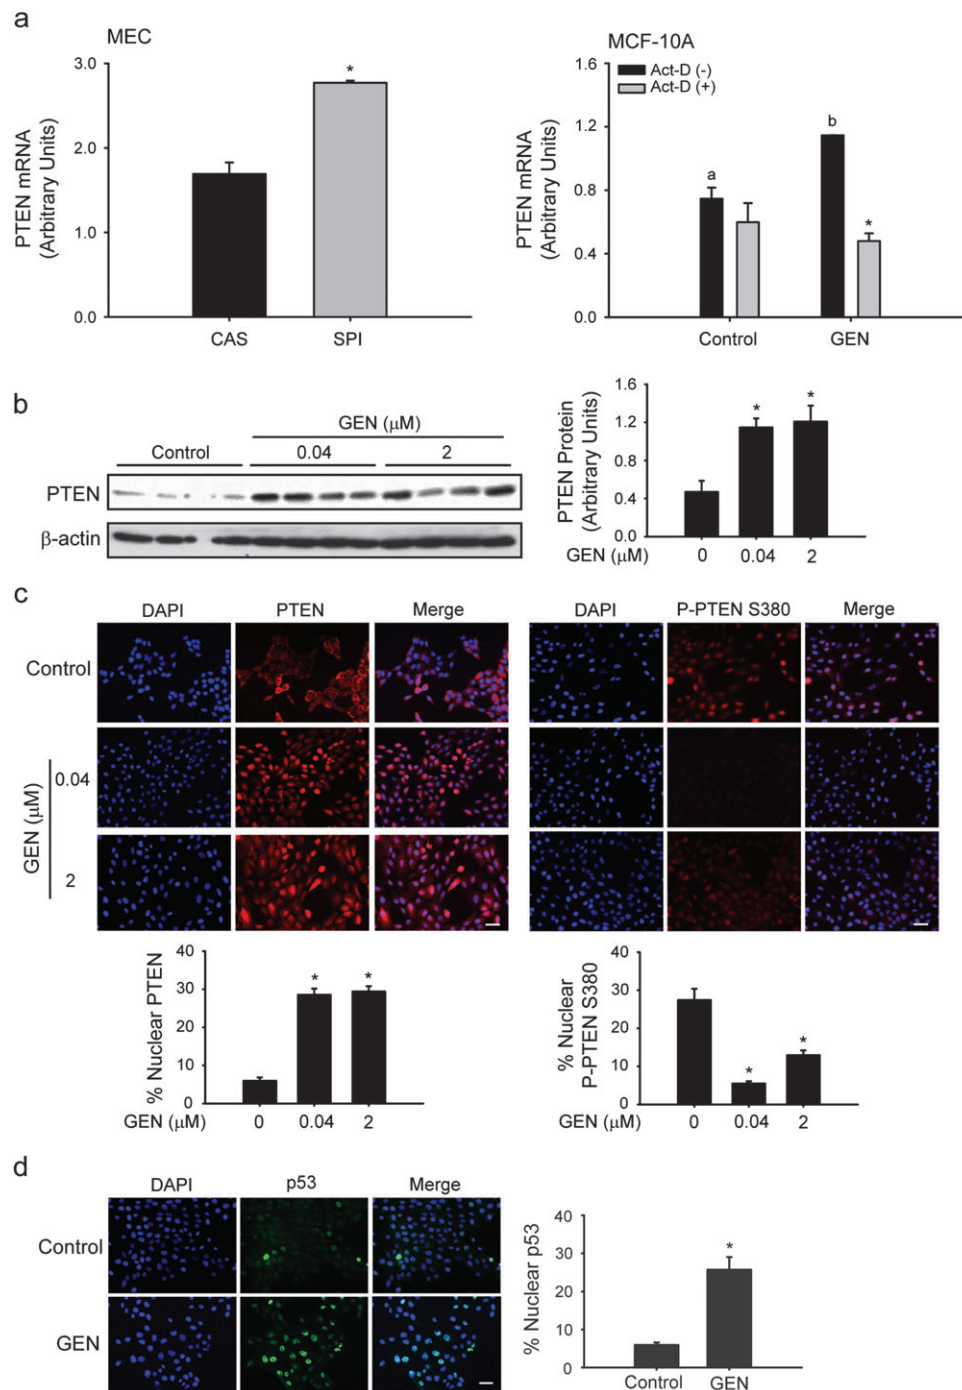 a
MEC
PTEN mRNA
(Arbitrary Units)
3.0
2.0
1.0
0.0
*
CAS
SPI
MCF-10A
PTEN mRNA
(Arbitrary Units)
1.6
1.2
0.8
0.4
0.0
Act-D (-)
Act-D (+)
a
b
*
Control
GEN
b
GEN (μM)
Control
0.04
2
PTEN
β-actin
PTEN Protein
(Arbitrary Units)
1.6
1.2
0.8
0.4
0.0
*
*
GEN (μM)
0
0.04
2
c
DAPI
PTEN
Merge
Control
GEN (μM)
0.04
2
DAPI
P-PTEN S380
Merge
% Nuclear PTEN
40
30
20
10
0
*
*
GEN (μM)
0
0.04
2
% Nuclear
P-PTEN S380
40
30
20
10
0
*
*
GEN (μM)
0
0.04
2
d
DAPI
p53
Merge
Control
GEN
% Nuclear p53
40
30
20
10
0
*
Control
GEN